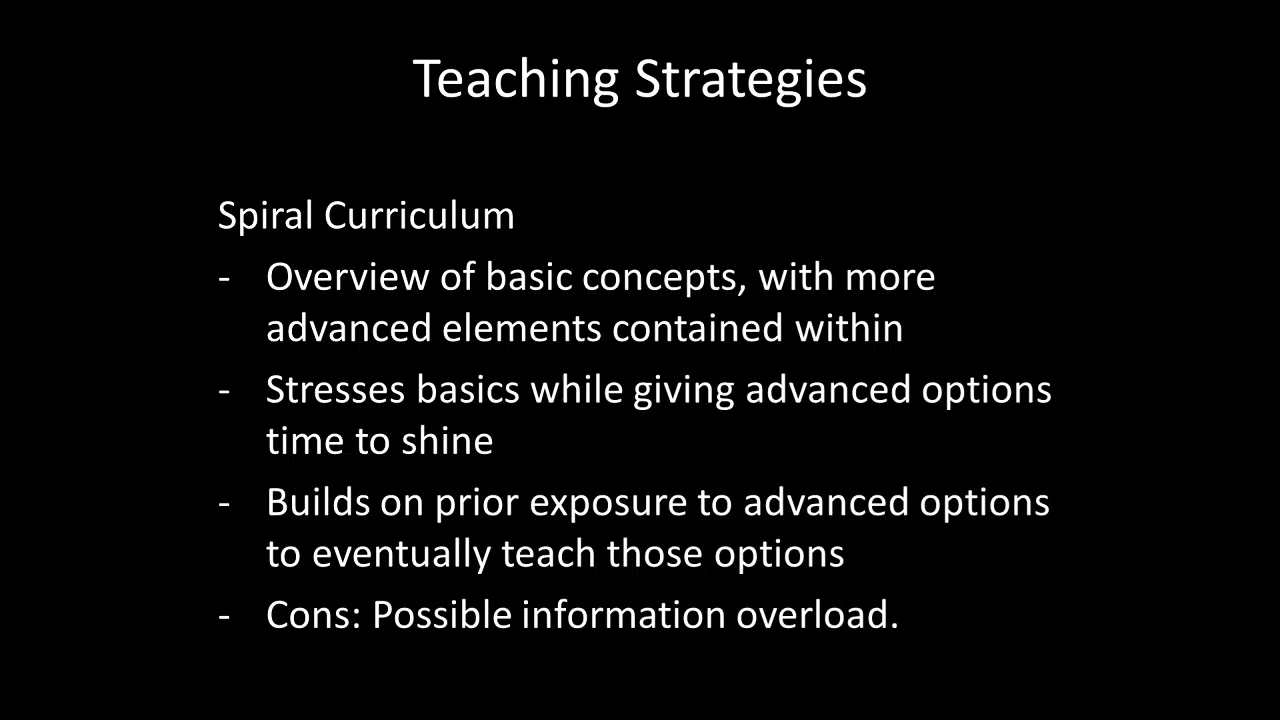 Teaching Strategies
Spiral Curriculum
- Overview of basic concepts, with more
advanced elements contained within
- Stresses basics while giving advanced options
time to shine
- Builds on prior exposure to advanced options
to eventually teach those options
- Cons: Possible information overload.